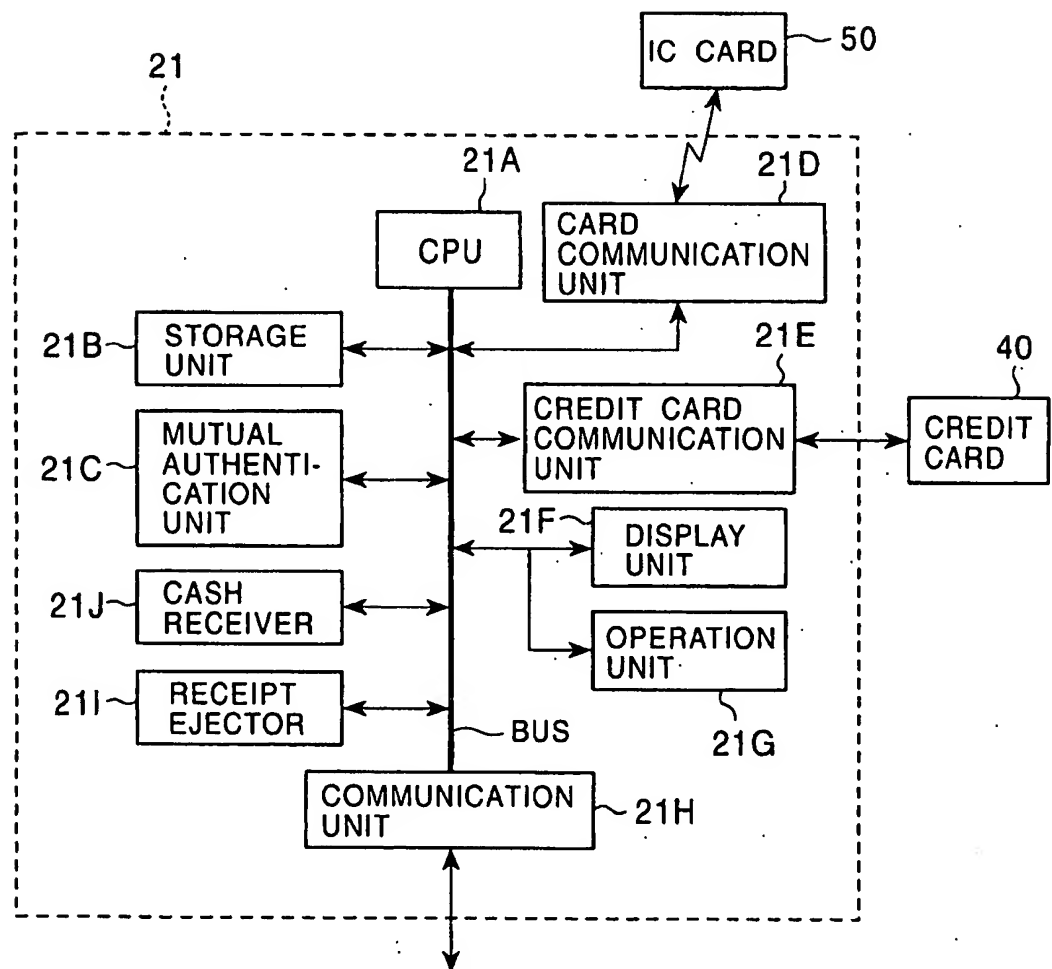 IC CARD
50
21
21A
CPU
21D
CARD
COMMUNICATION
UNIT
21B
STORAGE
UNIT
21E
CREDIT CARD
COMMUNICATION
UNIT
40
CREDIT
CARD
21C
MUTUAL
AUTHENTI-
CATION
UNIT
21F
DISPLAY
UNIT
21J
CASH
RECEIVER
OPERATION
UNIT
21G
21I
RECEIPT
EJECTOR
BUS
COMMUNICATION
UNIT
21H